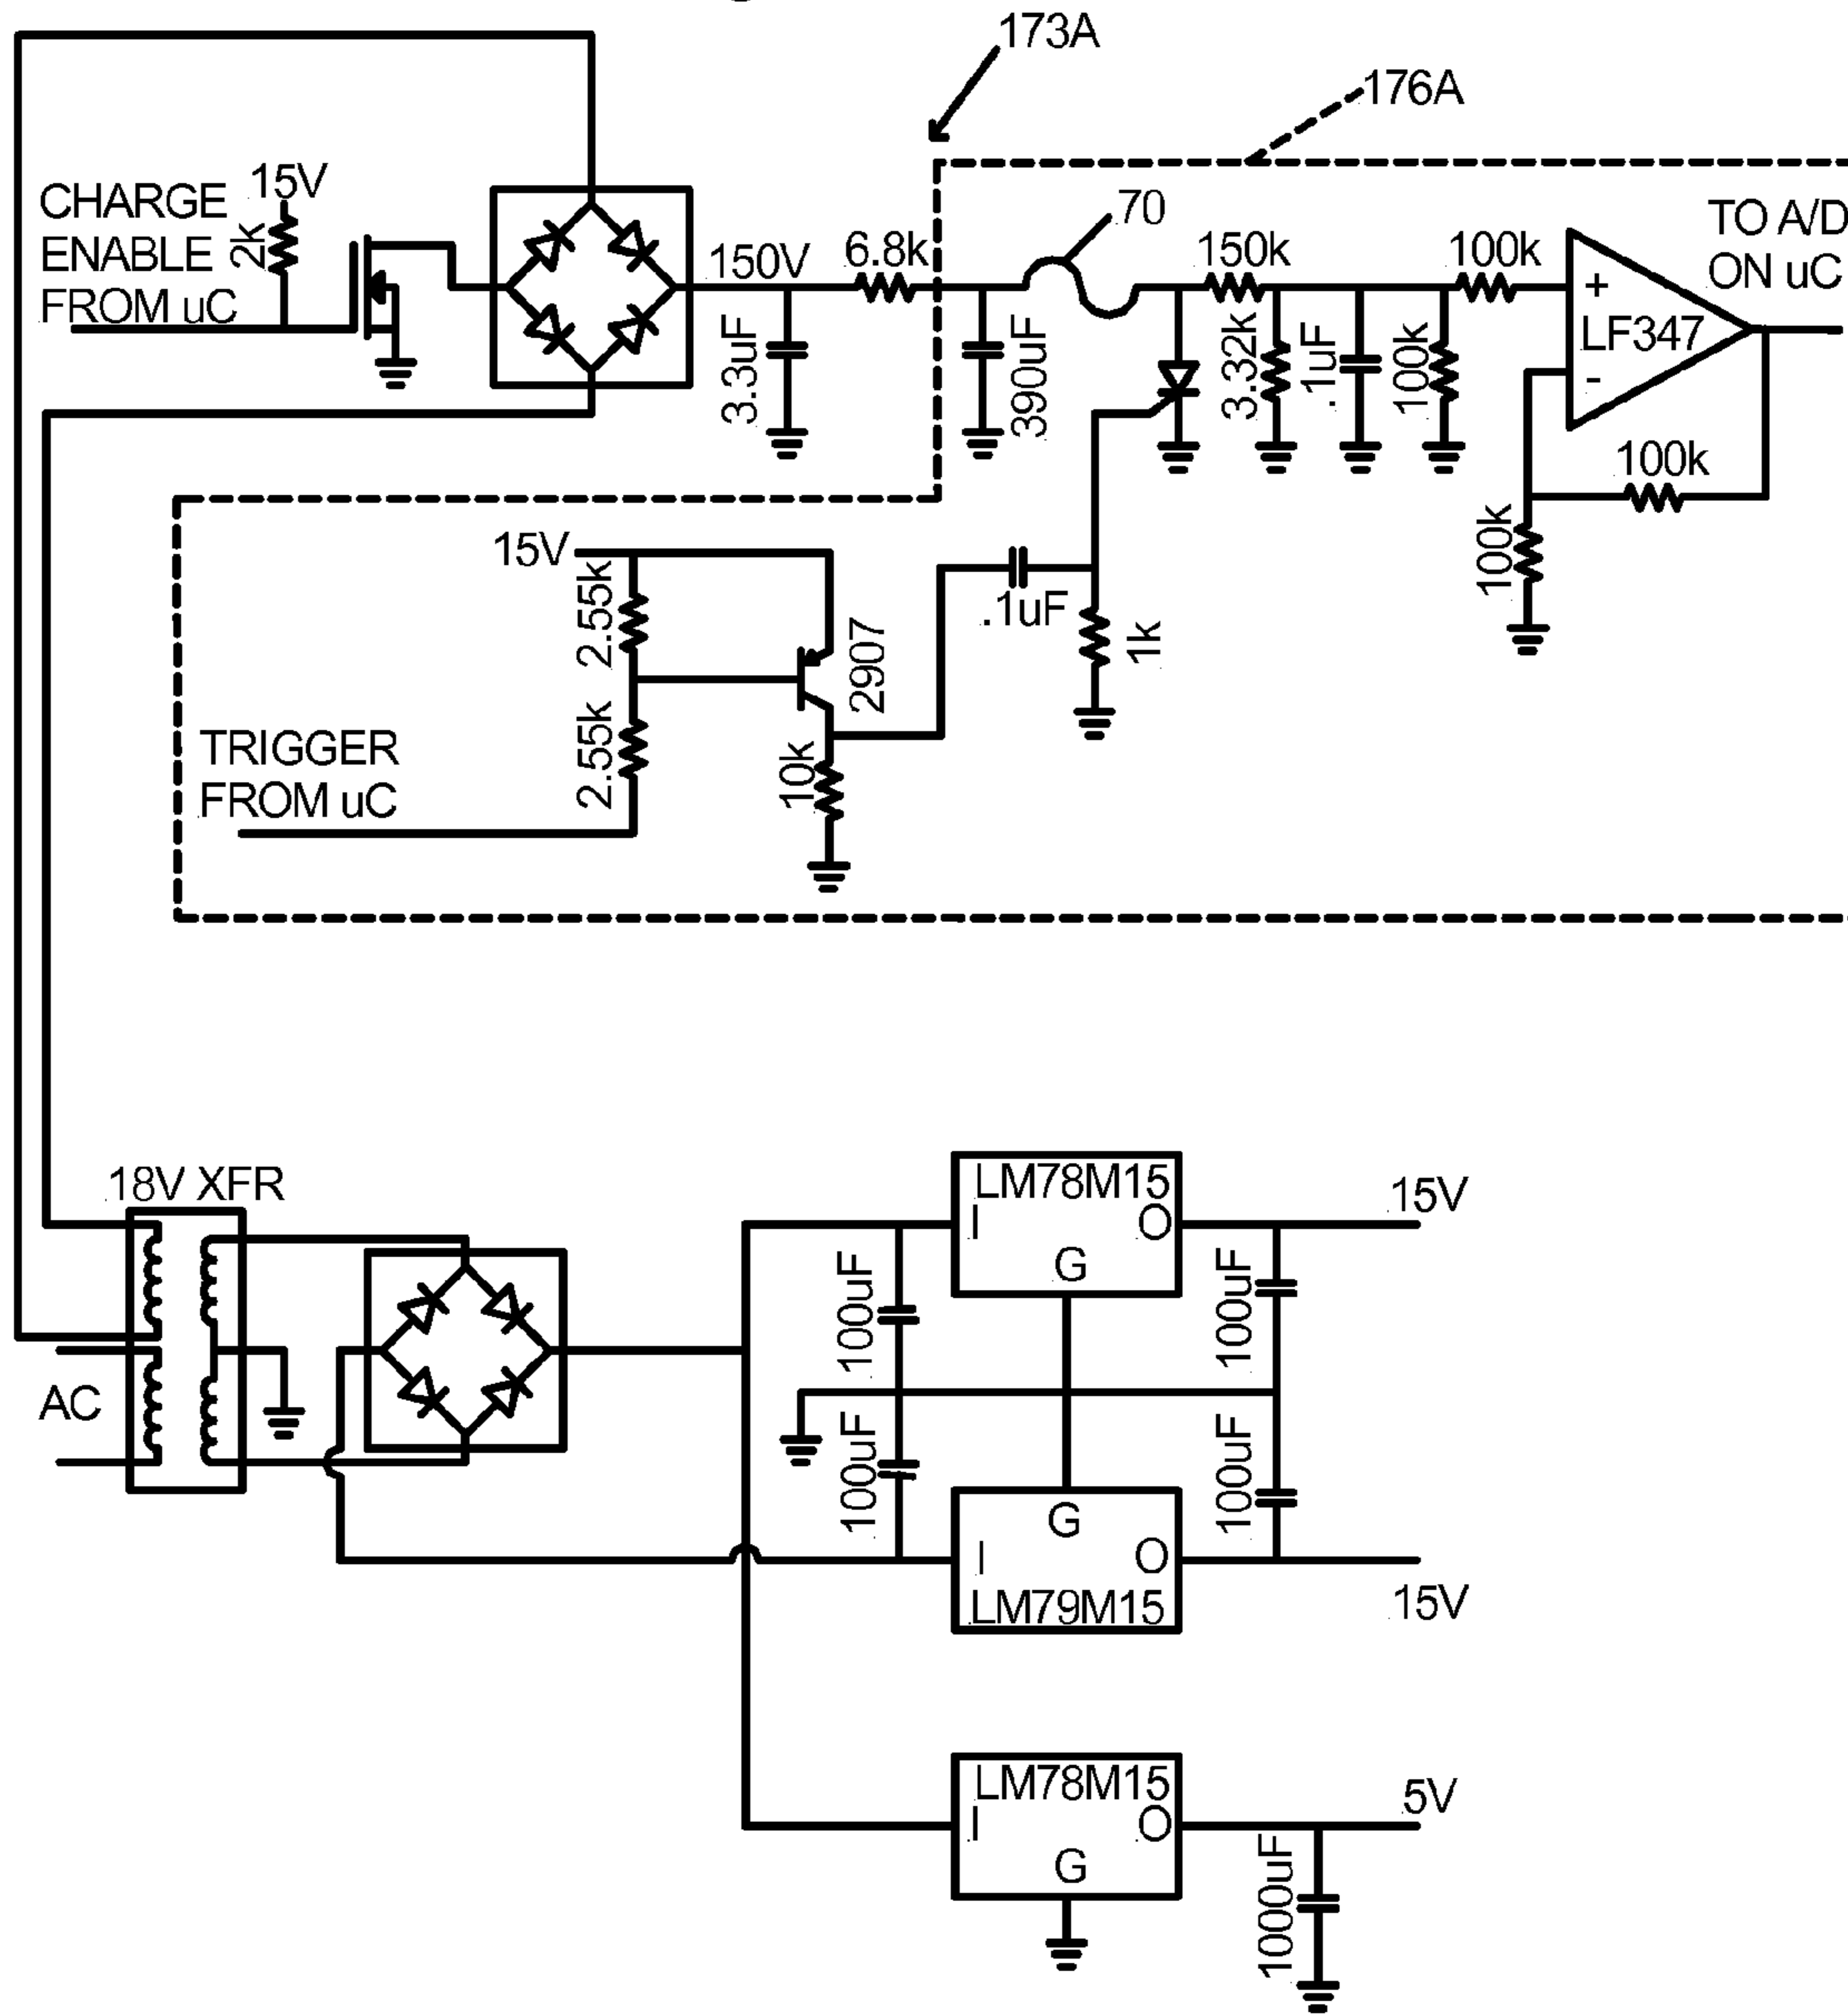 173A
176A
CHARGE
ENABLE
FROM uC
15V
2k
150V
6.8k
70
150k
100k
TO A/D
ON uC
3.3uF
390uF
3.32k
.1uF
100k
+
LF347
-
100k
100k
15V
2.55k
2907
.1uF
1k
2.55k
10k
TRIGGER
FROM uC
18V XFR
AC
LM78M15
I
O
G
15V
100uF
100uF
100uF
100uF
G
I
O
LM79M15
15V
LM78M15
I
O
G
5V
1000uF